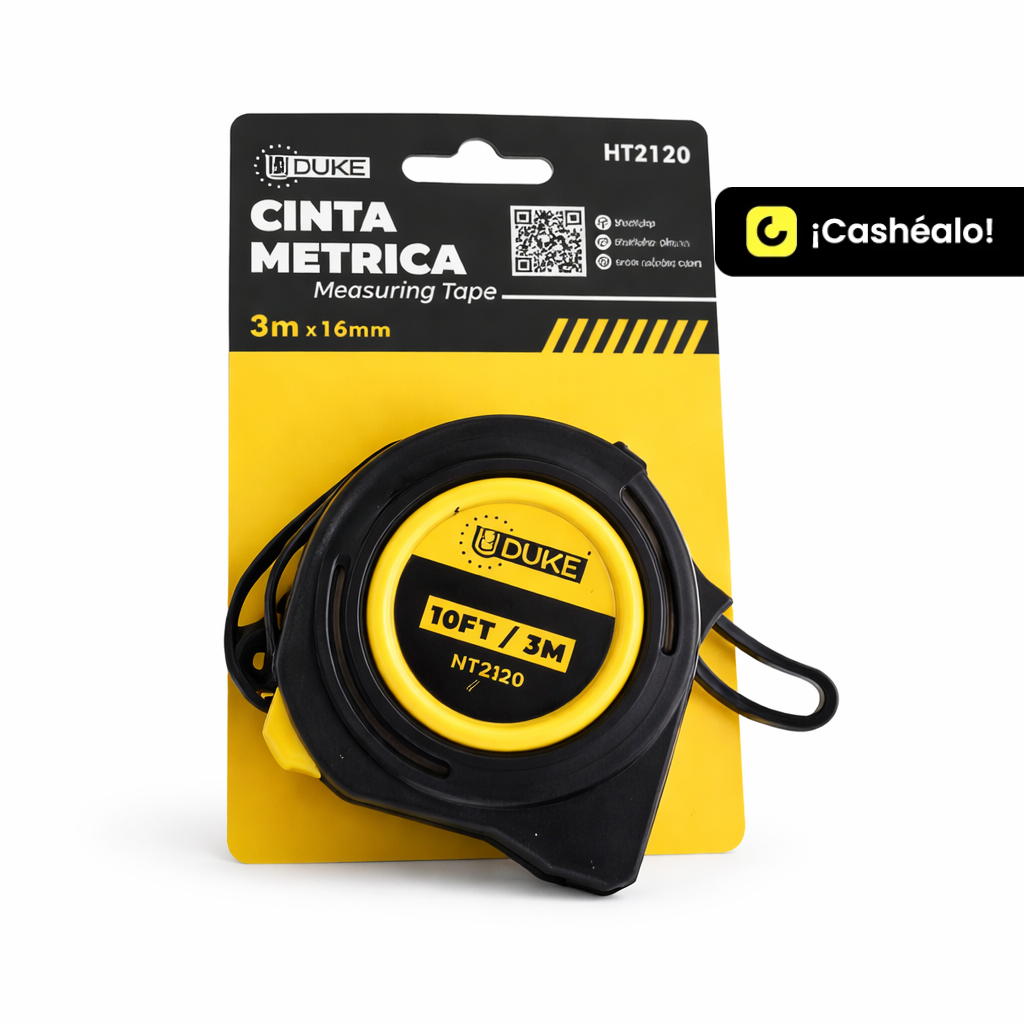 DUKE
HT2120
CINTA
METRICA
Measuring Tape
3m x 16mm
¡Cashéalo!
DUKE
10FT / 3M
NT2120